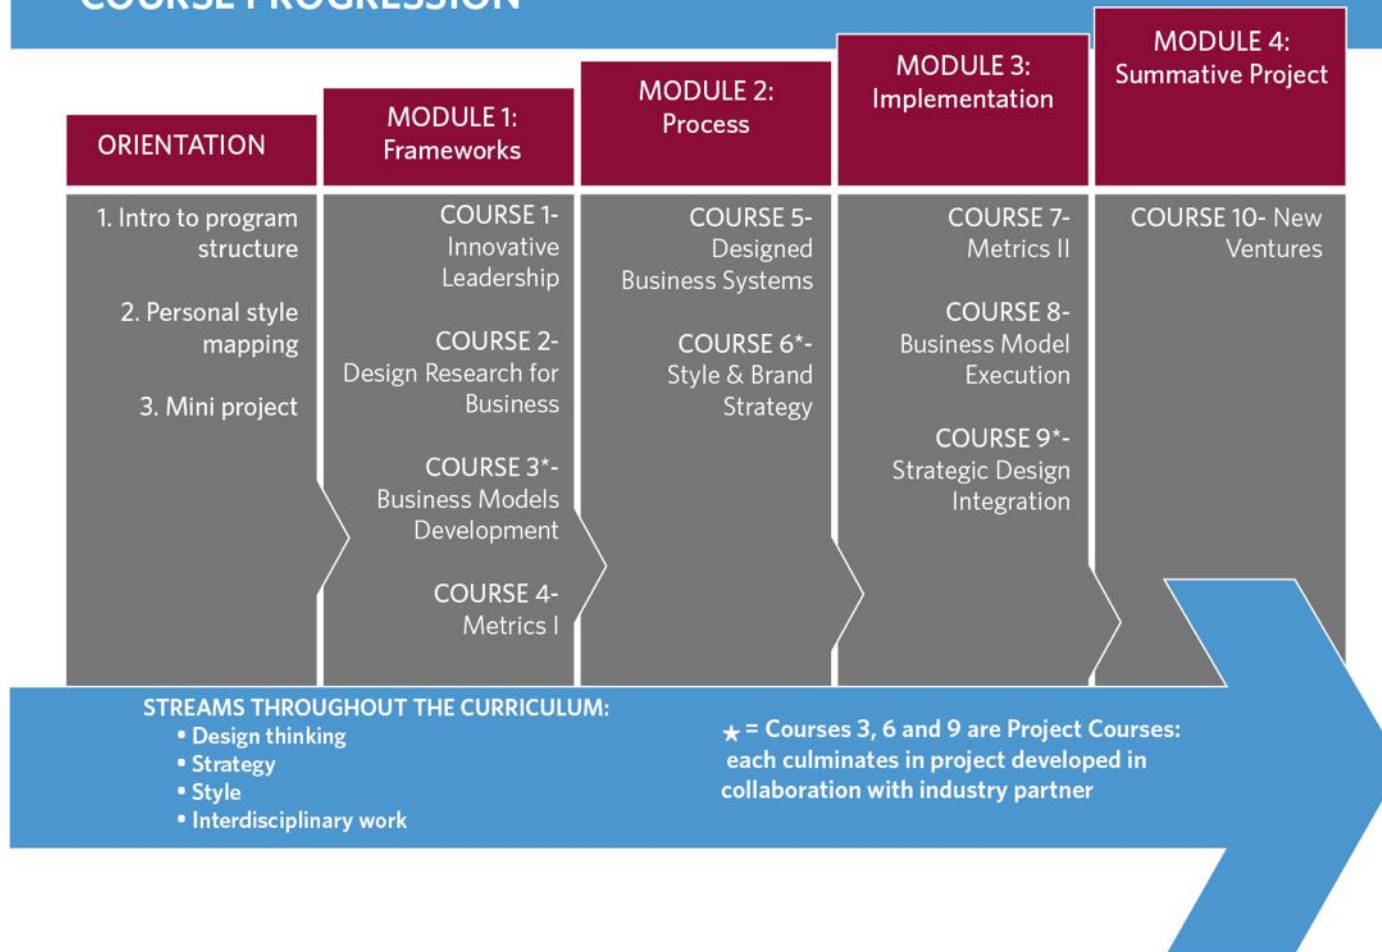 COURSE PROGRESSION
ORIENTATION
1. Intro to program
structure
2. Personal style
mapping
3. Mini project
MODULE 1:
Frameworks
COURSE 1-
Innovative
Leadership
COURSE 2-
Design Research for
Business
COURSE 3*-
Business Models
Development
COURSE 4-
Metrics I
MODULE 2:
Process
COURSE 5-
Designed
Business Systems
COURSE 6*-
Style & Brand
Strategy
MODULE 3:
Implementation
COURSE 7-
Metrics II
COURSE 8-
Business Model
Execution
COURSE 9*-
Strategic Design
Integration
MODULE 4:
Summative Project
COURSE 10- New
Ventures
STREAMS THROUGHOUT THE CURRICULUM:
• Design thinking
• Strategy
• Style
• Interdisciplinary work
★ = Courses 3, 6 and 9 are Project Courses:
each culminates in project developed in
collaboration with industry partner